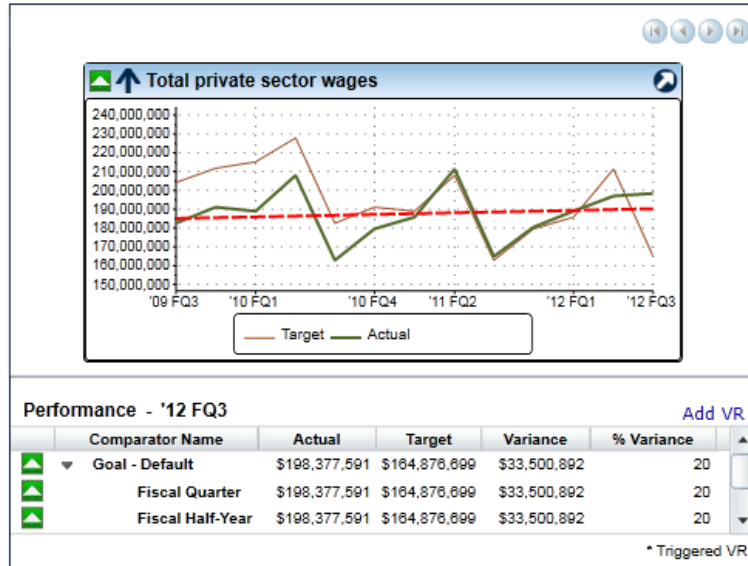 Total private sector wages
240,000,000
230,000,000
220,000,000
210,000,000
200,000,000
190,000,000
180,000,000
170,000,000
160,000,000
150,000,000
'09 FQ3 '10 FQ1 '10 FQ4 '11 FQ2 '12 FQ1 '12 FQ3
Target Actual
Performance - '12 FQ3 Add VR
Comparator Name Actual Target Variance % Variance
Goal - Default $198,377,591 $164,876,699 $33,500,892 20
Fiscal Quarter $198,377,591 $164,876,699 $33,500,892 20
Fiscal Half-Year $198,377,591 $164,876,699 $33,500,892 20
* Triggered VR